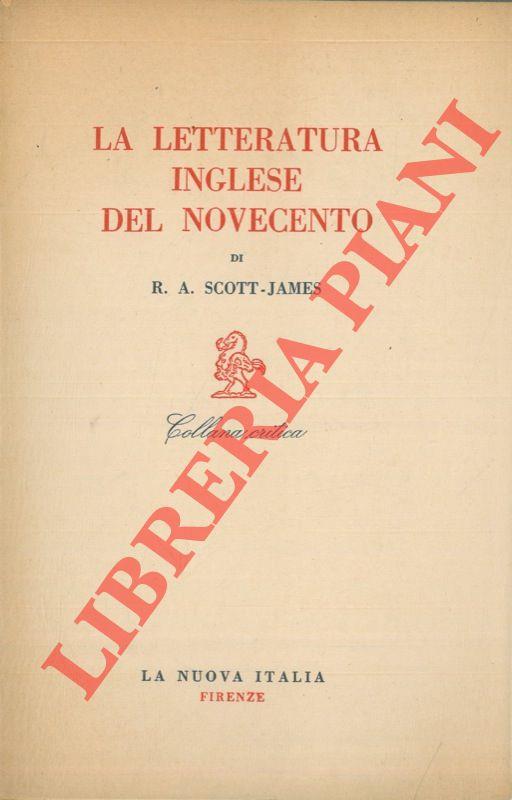 LA LETTERATURA
INGLESE
DEL NOVECENTO
DI
R. A. SCOTT-JAMES
Collana critica
LA NUOVA ITALIA
FIRENZE
LIBRERIA PIANI